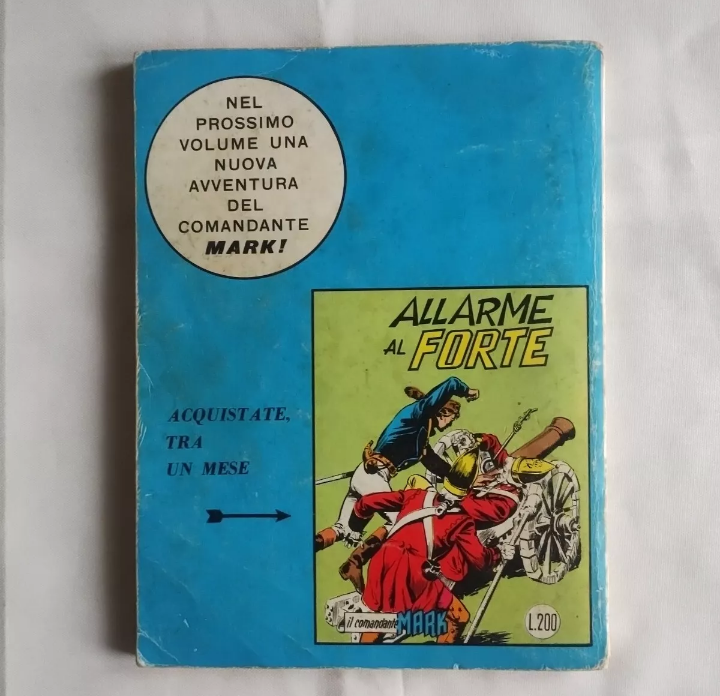 NEL
PROSSIMO
VOLUME UNA
NUOVA
AVVENTURA
DEL
COMANDANTE
MARK!
ALLARME
AL FORTE
ACQUISTATE,
TRA
UN MESE
il comandante MARK
L.200